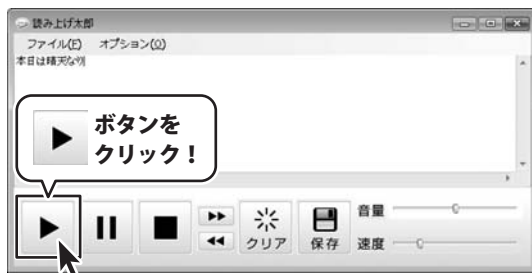 読み上げ太郎
ファイル(F) オプション(O)
本日は晴天なり
ボタンを
クリック！
クリア
保存
音量
速度